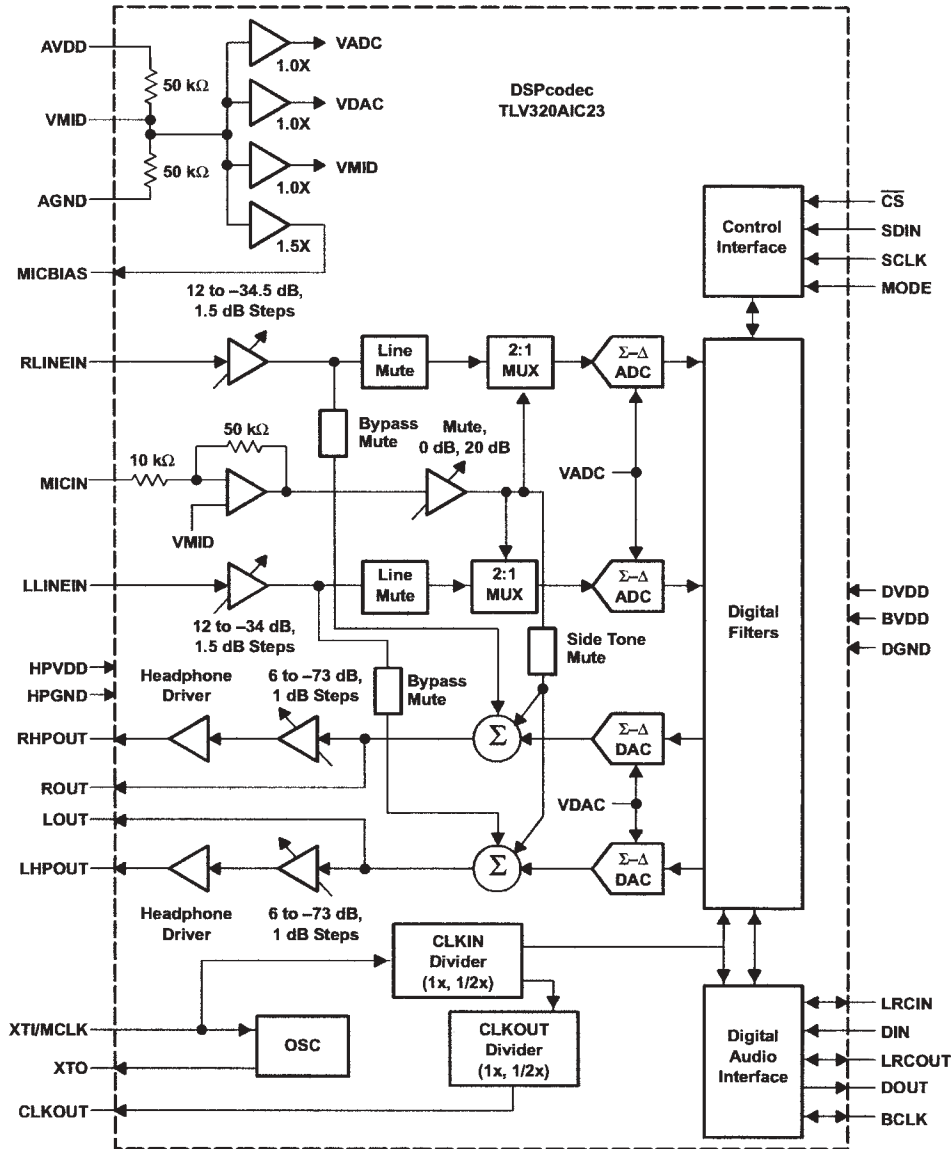 AVDD
50 kΩ
VMID
50 kΩ
AGND
1.0X
VADC
1.0X
VDAC
1.0X
VMID
1.5X
MICBIAS
DSPcodec
TLV320AIC23
Control
Interface
CS
SDIN
SCLK
MODE
12 to –34.5 dB,
1.5 dB Steps
RLINEIN
Line
Mute
2:1
MUX
Σ–Δ
ADC
Bypass
Mute
50 kΩ
10 kΩ
MICIN
VMID
Mute,
0 dB, 20 dB
VADC
LLINEIN
12 to –34 dB,
1.5 dB Steps
Line
Mute
2:1
MUX
Σ–Δ
ADC
Digital
Filters
DVDD
BVDD
DGND
Side Tone
Mute
HPVDD
HPGND
Headphone
Driver
6 to –73 dB,
1 dB Steps
Bypass
Mute
RHPOUT
Σ
Σ–Δ
DAC
ROUT
LOUT
VDAC
LHPOUT
Σ
Σ–Δ
DAC
Headphone
Driver
6 to –73 dB,
1 dB Steps
CLKIN
Divider
(1x, 1/2x)
XTI/MCLK
OSC
XTO
CLKOUT
Divider
(1x, 1/2x)
CLKOUT
Digital
Audio
Interface
LRCIN
DIN
LRCOUT
DOUT
BCLK